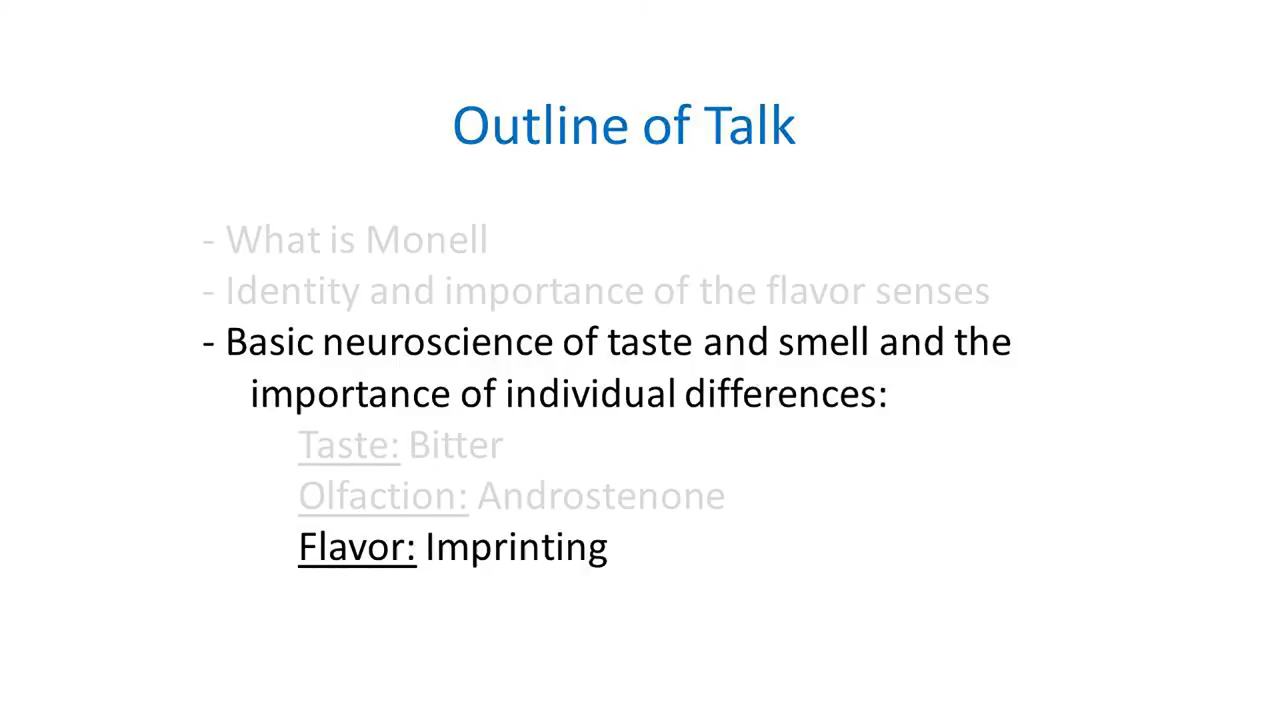 Outline of Talk
- What is Monell
- Identity and importance of the flavor senses
- Basic neuroscience of taste and smell and the
importance of individual differences:
Taste: Bitter
Olfaction: Androstenone
Flavor: Imprinting